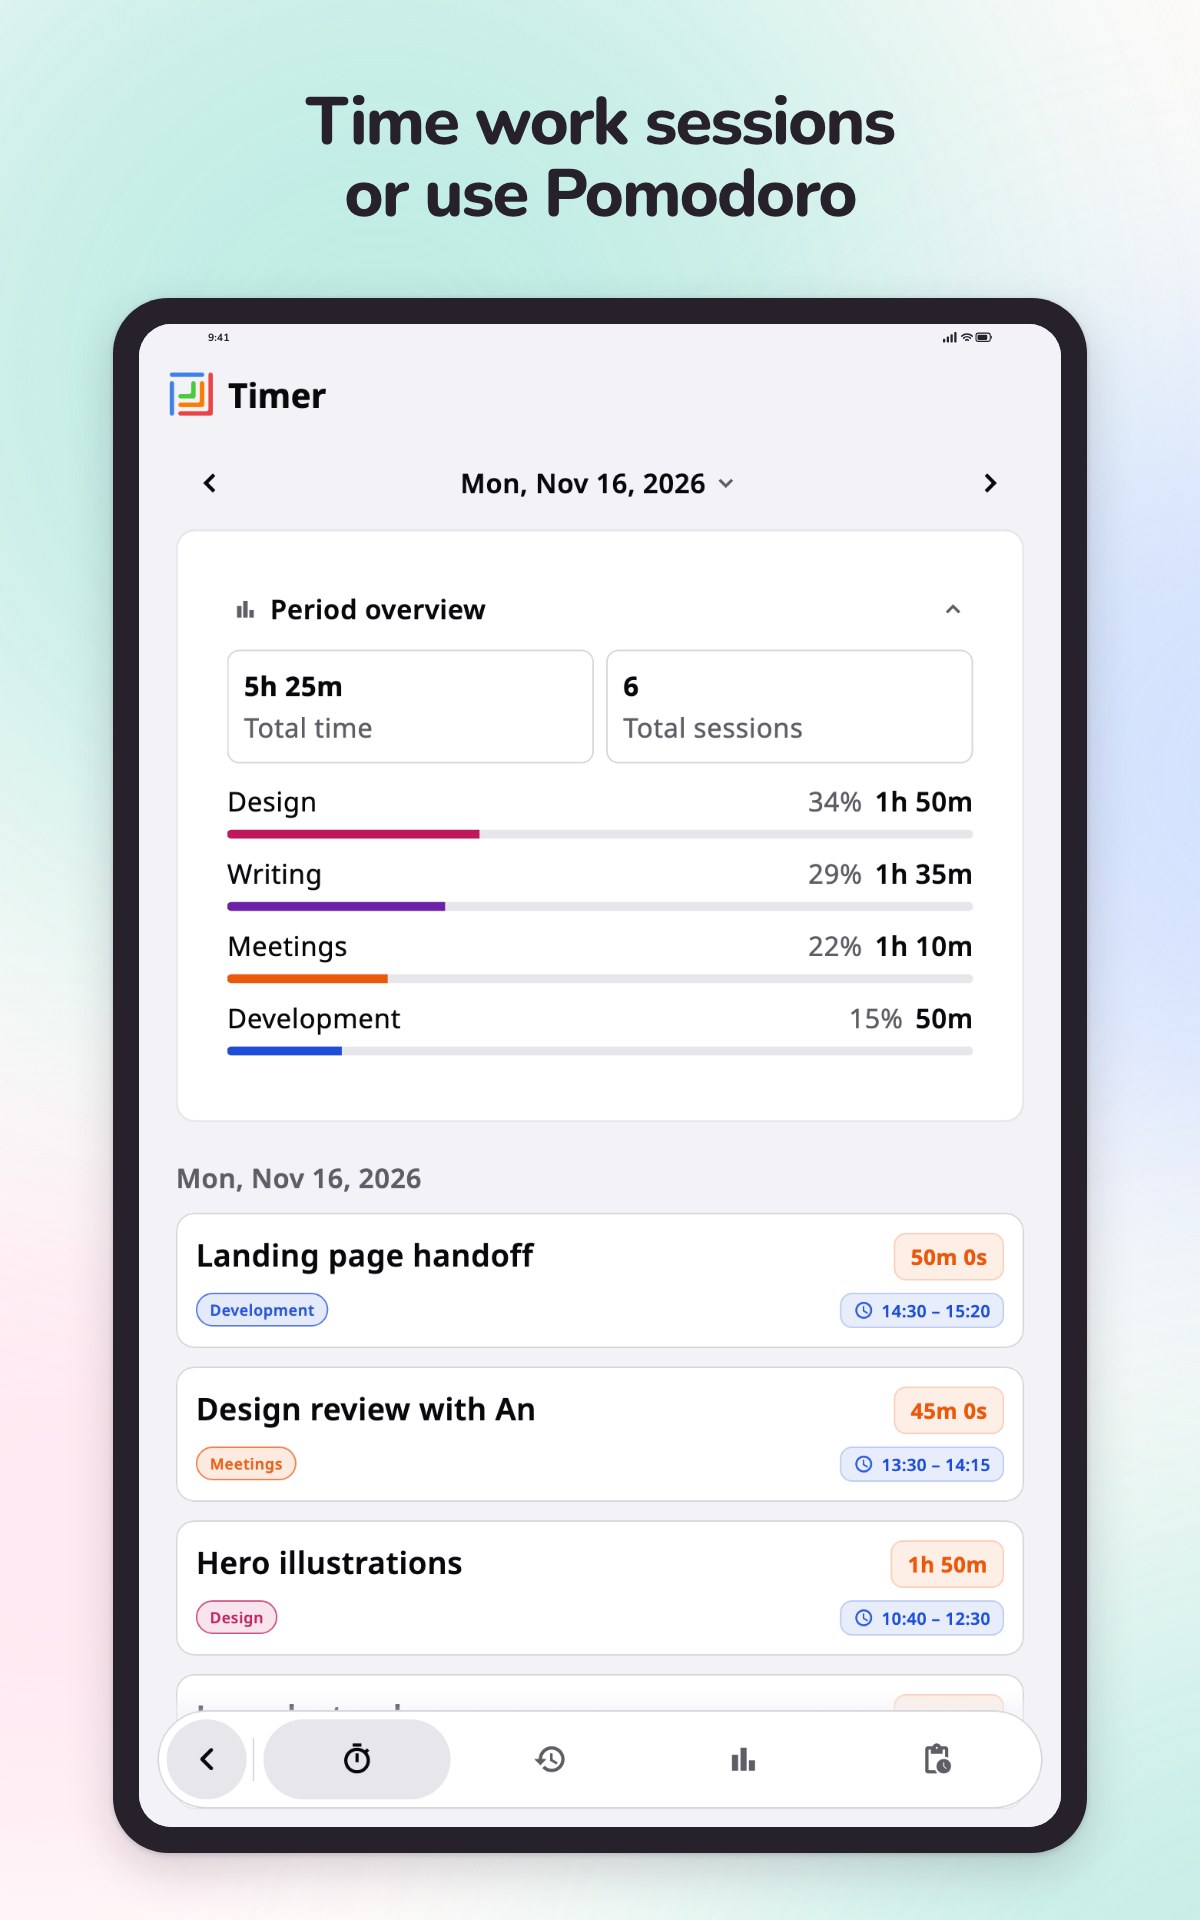 Time work sessions
or use Pomodoro
9:41
Timer
Mon, Nov 16, 2026
Period overview
5h 25m
Total time
6
Total sessions
Design 34% 1h 50m
Writing 29% 1h 35m
Meetings 22% 1h 10m
Development 15% 50m
Mon, Nov 16, 2026
Landing page handoff 50m 0s
Development 14:30 – 15:20
Design review with An 45m 0s
Meetings 13:30 – 14:15
Hero illustrations 1h 50m
Design 10:40 – 12:30